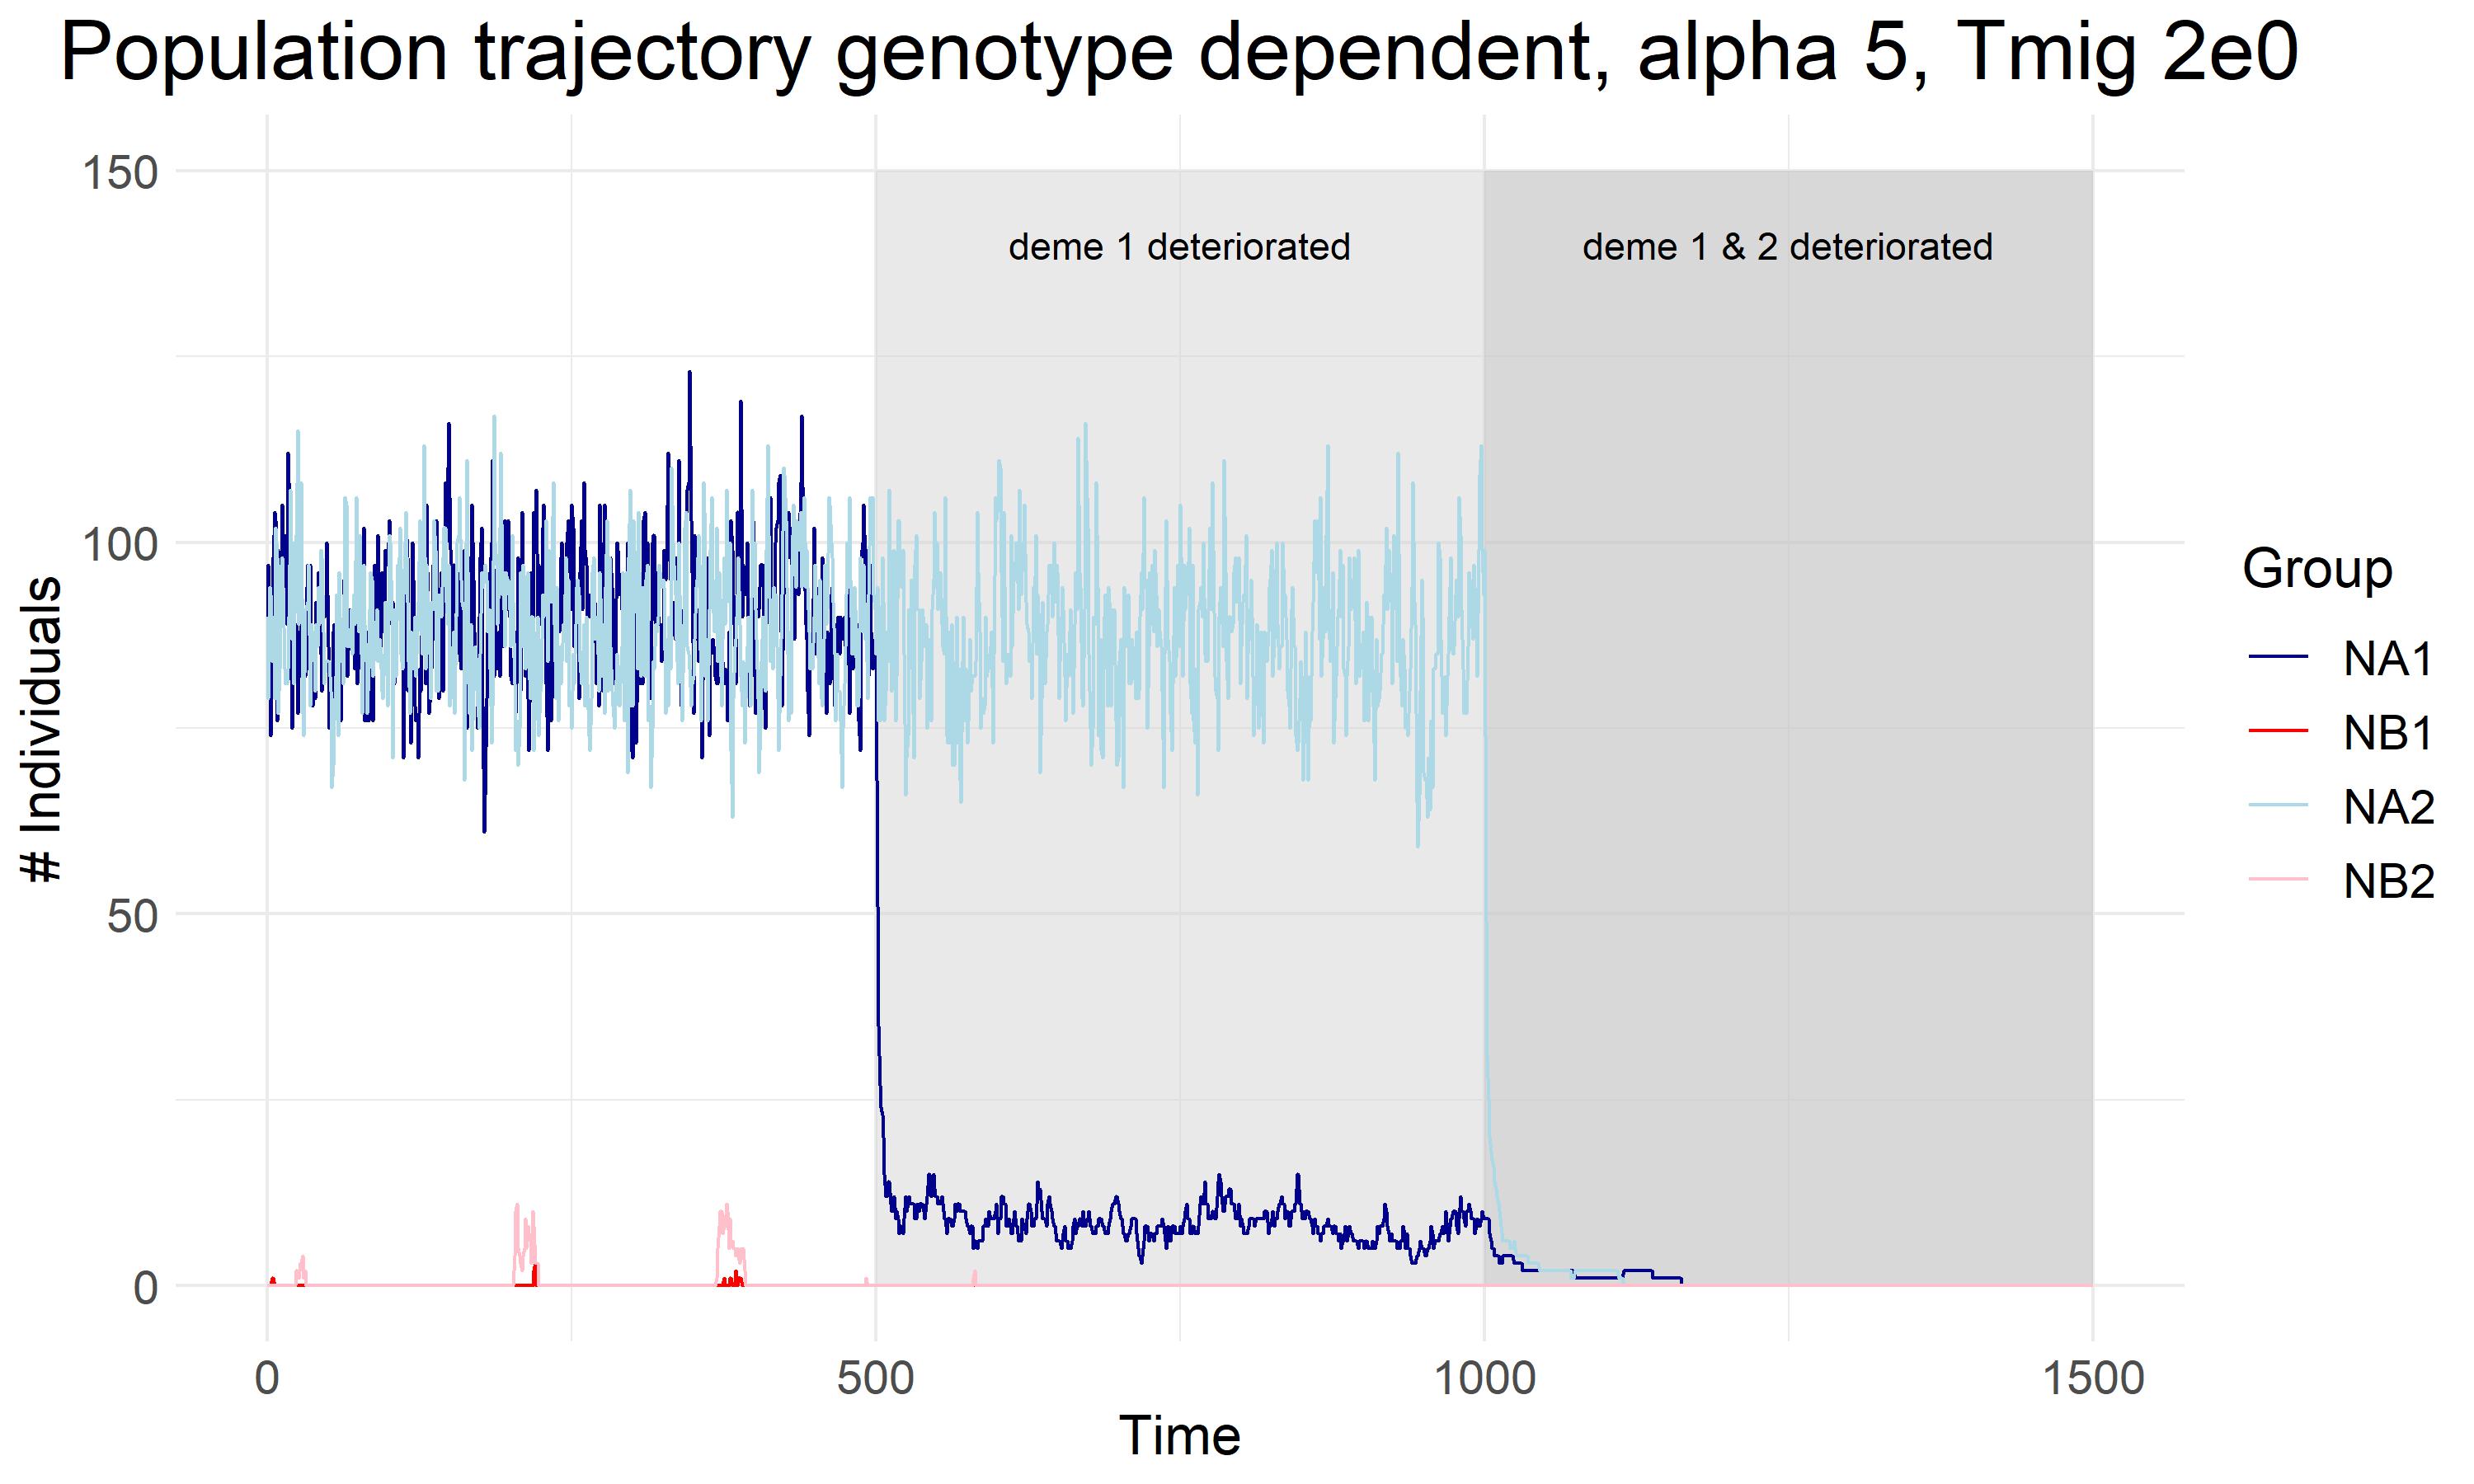 Population trajectory genotype dependent, alpha 5, Tmig 2e0
150
100
50
0
# Individuals
deme 1 deteriorated
deme 1 & 2 deteriorated
Group
NA1
NB1
NA2
NB2
0
500
1000
1500
Time